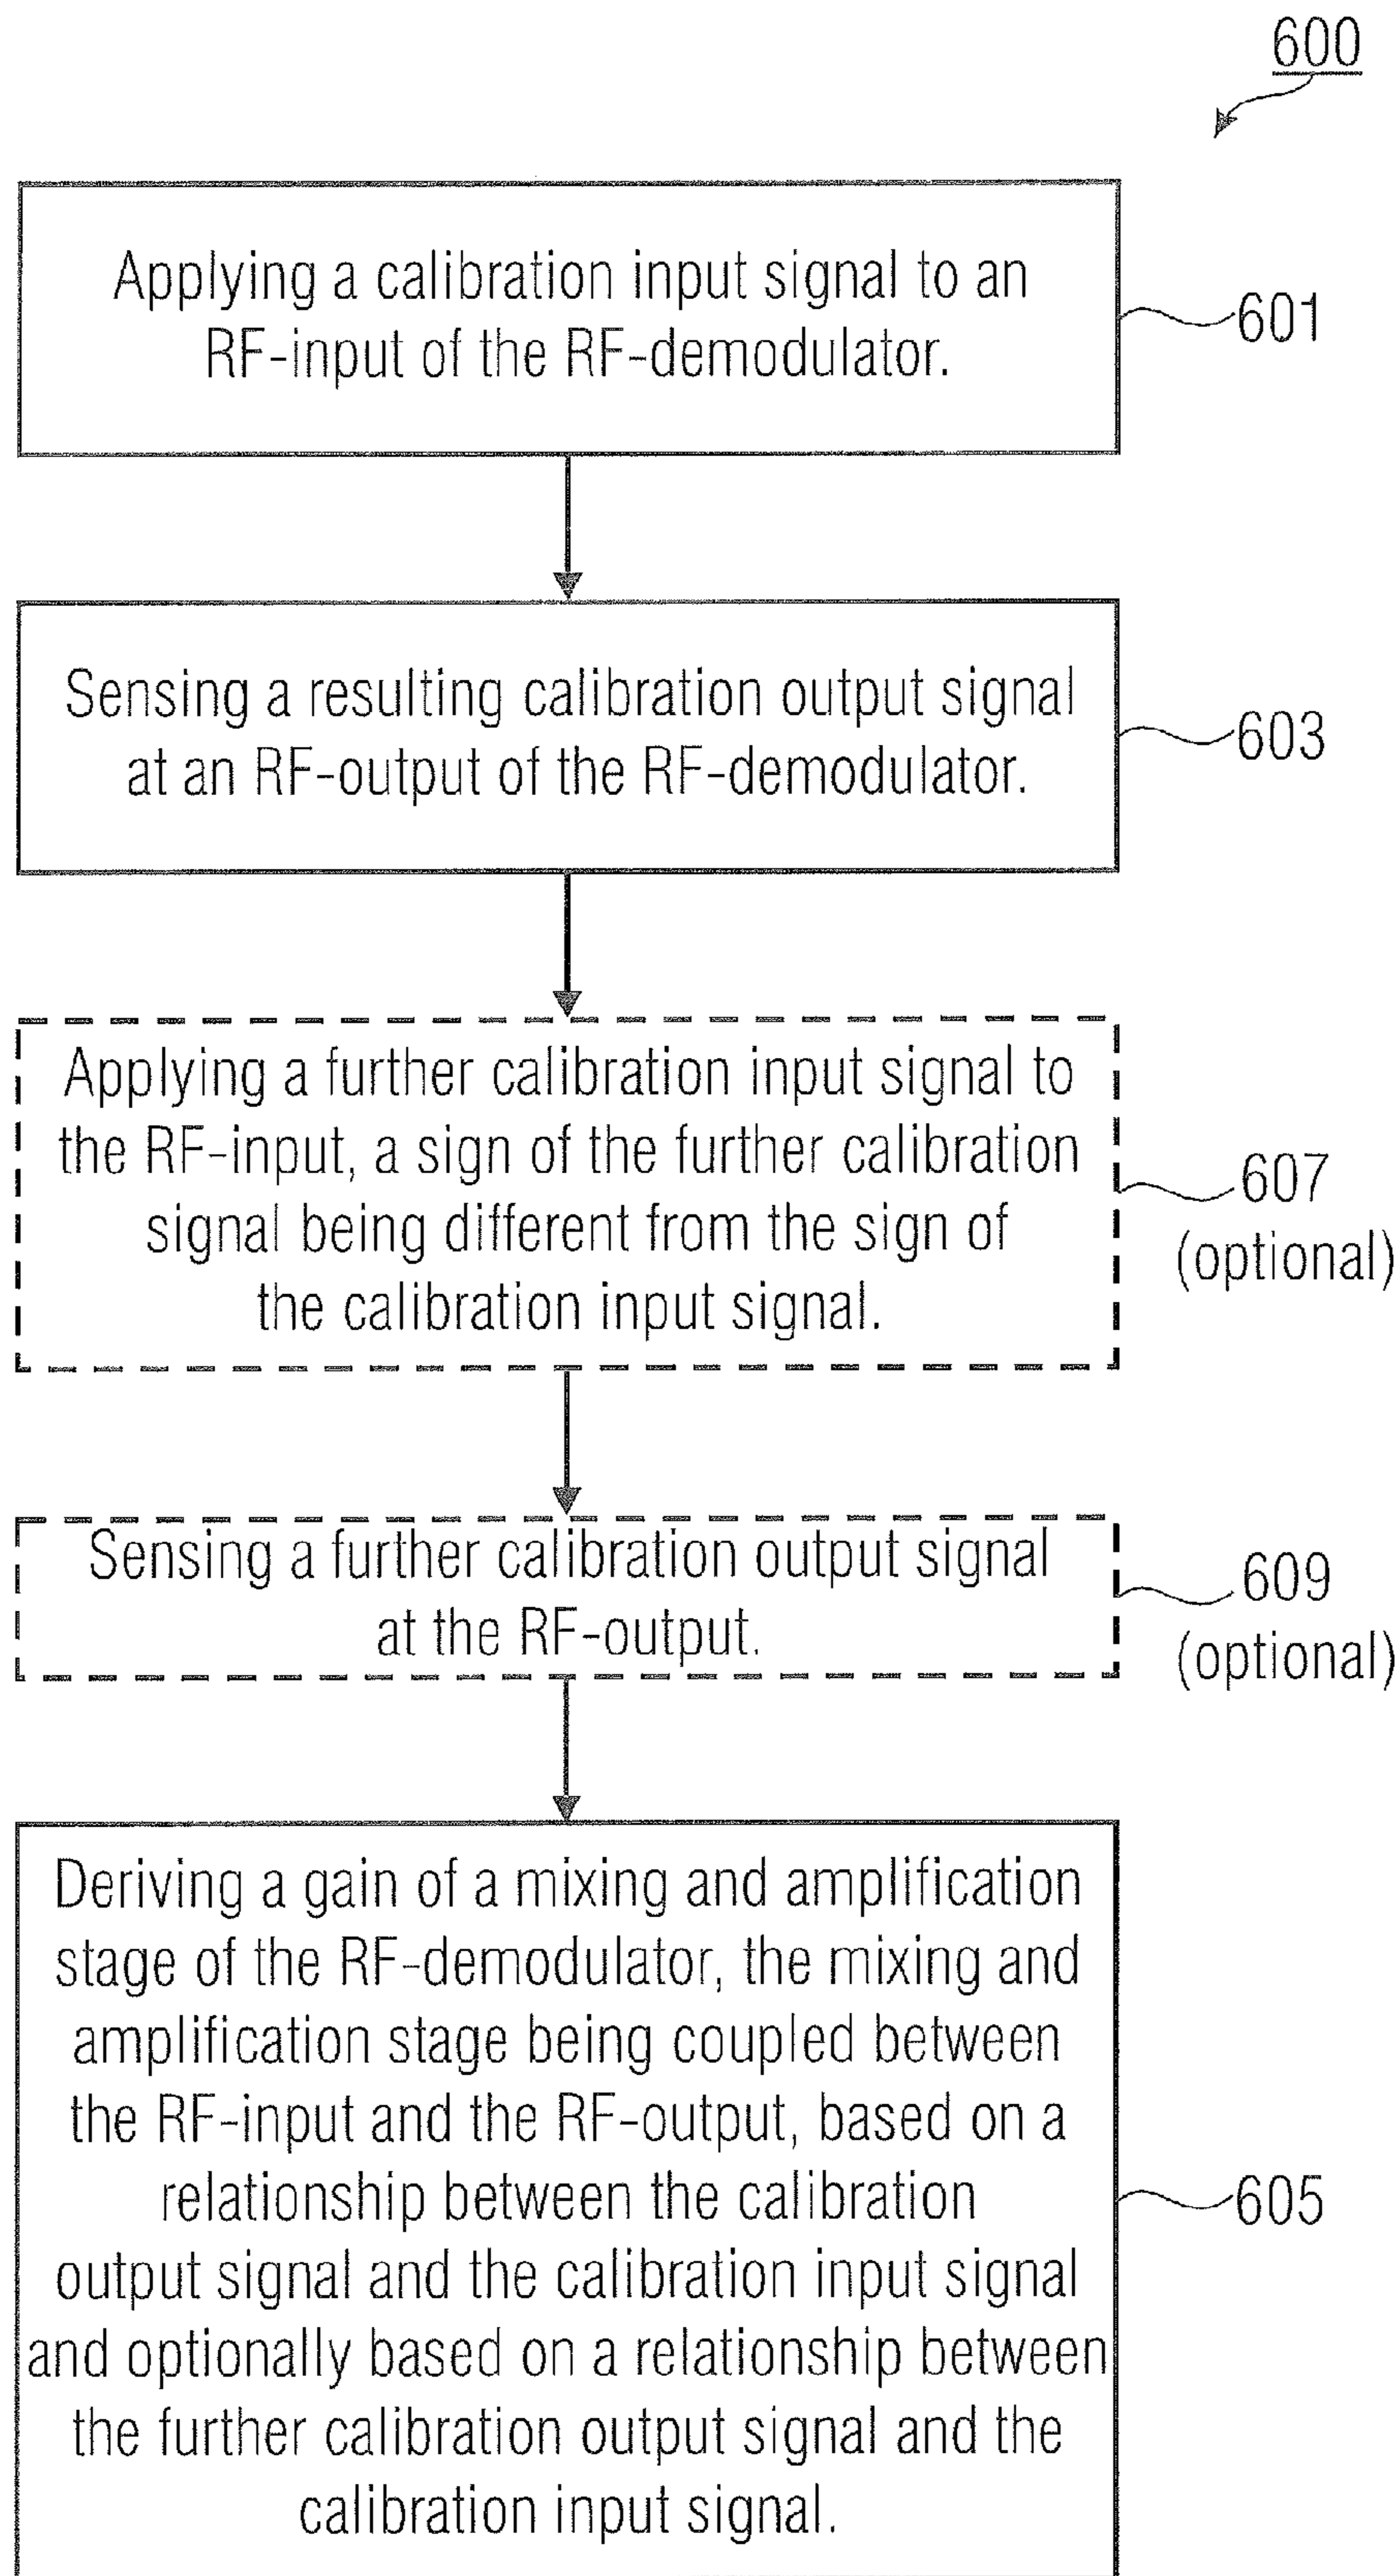 600
Applying a calibration input signal to an
RF-input of the RF-demodulator.
601
Sensing a resulting calibration output signal
at an RF-output of the RF-demodulator.
603
Applying a further calibration input signal to
the RF-input, a sign of the further calibration
signal being different from the sign of
the calibration input signal.
607
(optional)
Sensing a further calibration output signal
at the RF-output.
609
(optional)
Deriving a gain of a mixing and amplification
stage of the RF-demodulator, the mixing and
amplification stage being coupled between
the RF-input and the RF-output, based on a
relationship between the calibration
output signal and the calibration input signal
and optionally based on a relationship between
the further calibration output signal and the
calibration input signal.
605